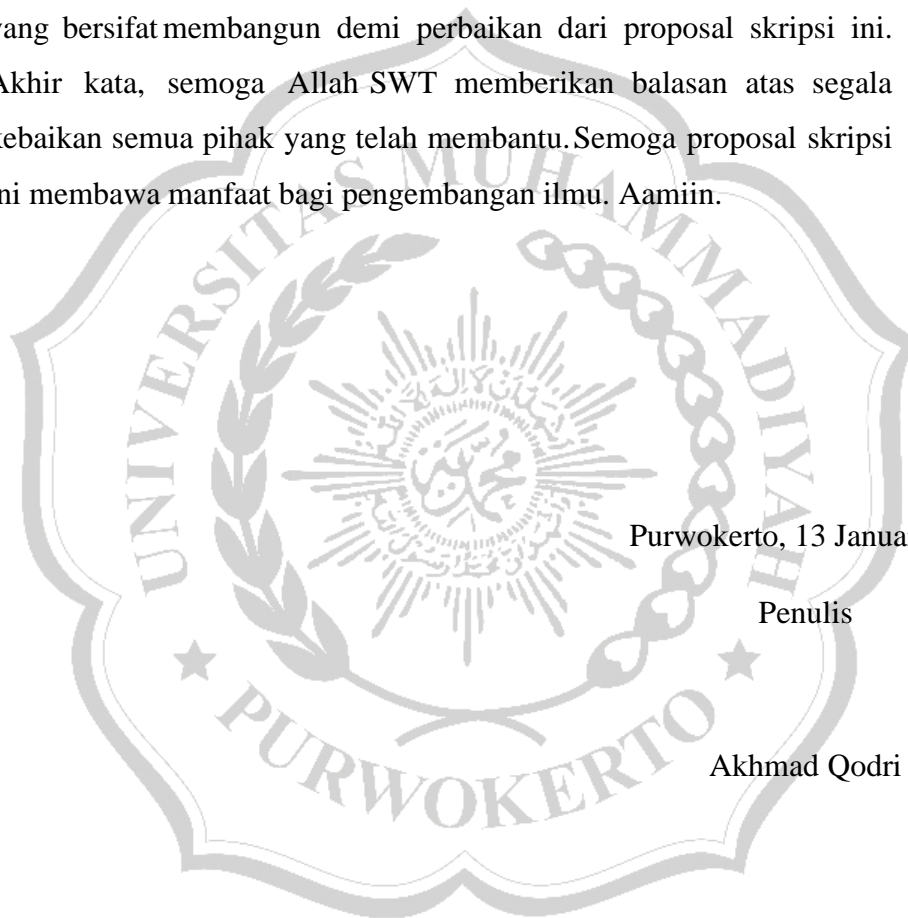 yang bersifat membangun demi perbaikan dari proposal skripsi ini.
Akhir kata, semoga Allah SWT memberikan balasan atas segala
kebaikan semua pihak yang telah membantu. Semoga proposal skripsi
ini membawa manfaat bagi pengembangan ilmu. Aamiin.
UNIVERSITAS MUHAMMADIYAH
Purwokerto, 13 Janua
Penulis
Akhmad Qodri
PURWOKERTO